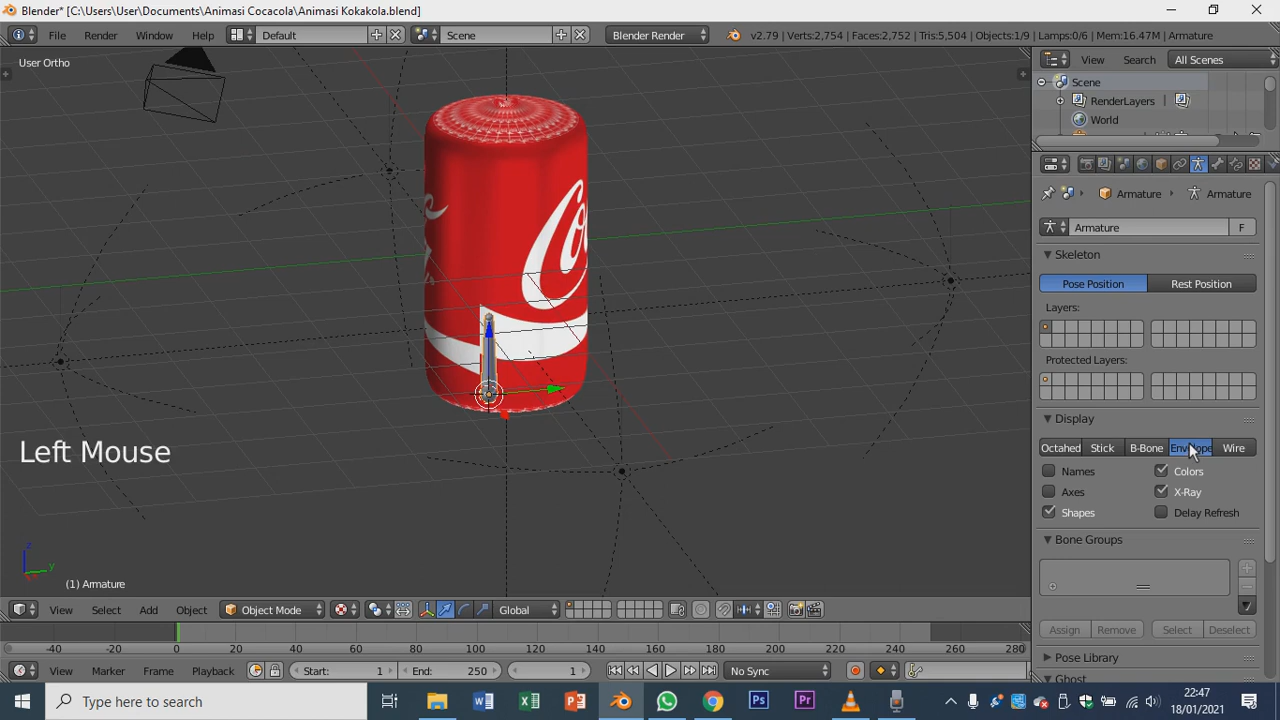 Blender* [C:\Users\User\Documents\Animasi Cocacola\Animasi Kokakola.blend]
File Render Window Help Default Scene Blender Render v2.79 | Verts:2,754 | Faces:2,752 | Tris:5,504 | Objects:1/9 | Lamps:0/6 | Mem:16.47M | Armature
User Ortho
View Search All Scenes
Scene
RenderLayers
World
Armature Armature
Armature F
Skeleton
Pose Position Rest Position
Layers:
Protected Layers:
Display
Octahed Stick B-Bone Envelope Wire
Names Colors
Axes X-Ray
Shapes Delay Refresh
Bone Groups
Assign Remove Select Deselect
Pose Library
Ghost
Left Mouse
z
y
(1) Armature
View Select Add Object Object Mode Global
-40 -20 0 20 40 60 80 100 120 140 160 180 200 220 240 260 280
View Marker Frame Playback Start: 1 End: 250 1 No Sync
Type here to search
22:47
18/01/2021